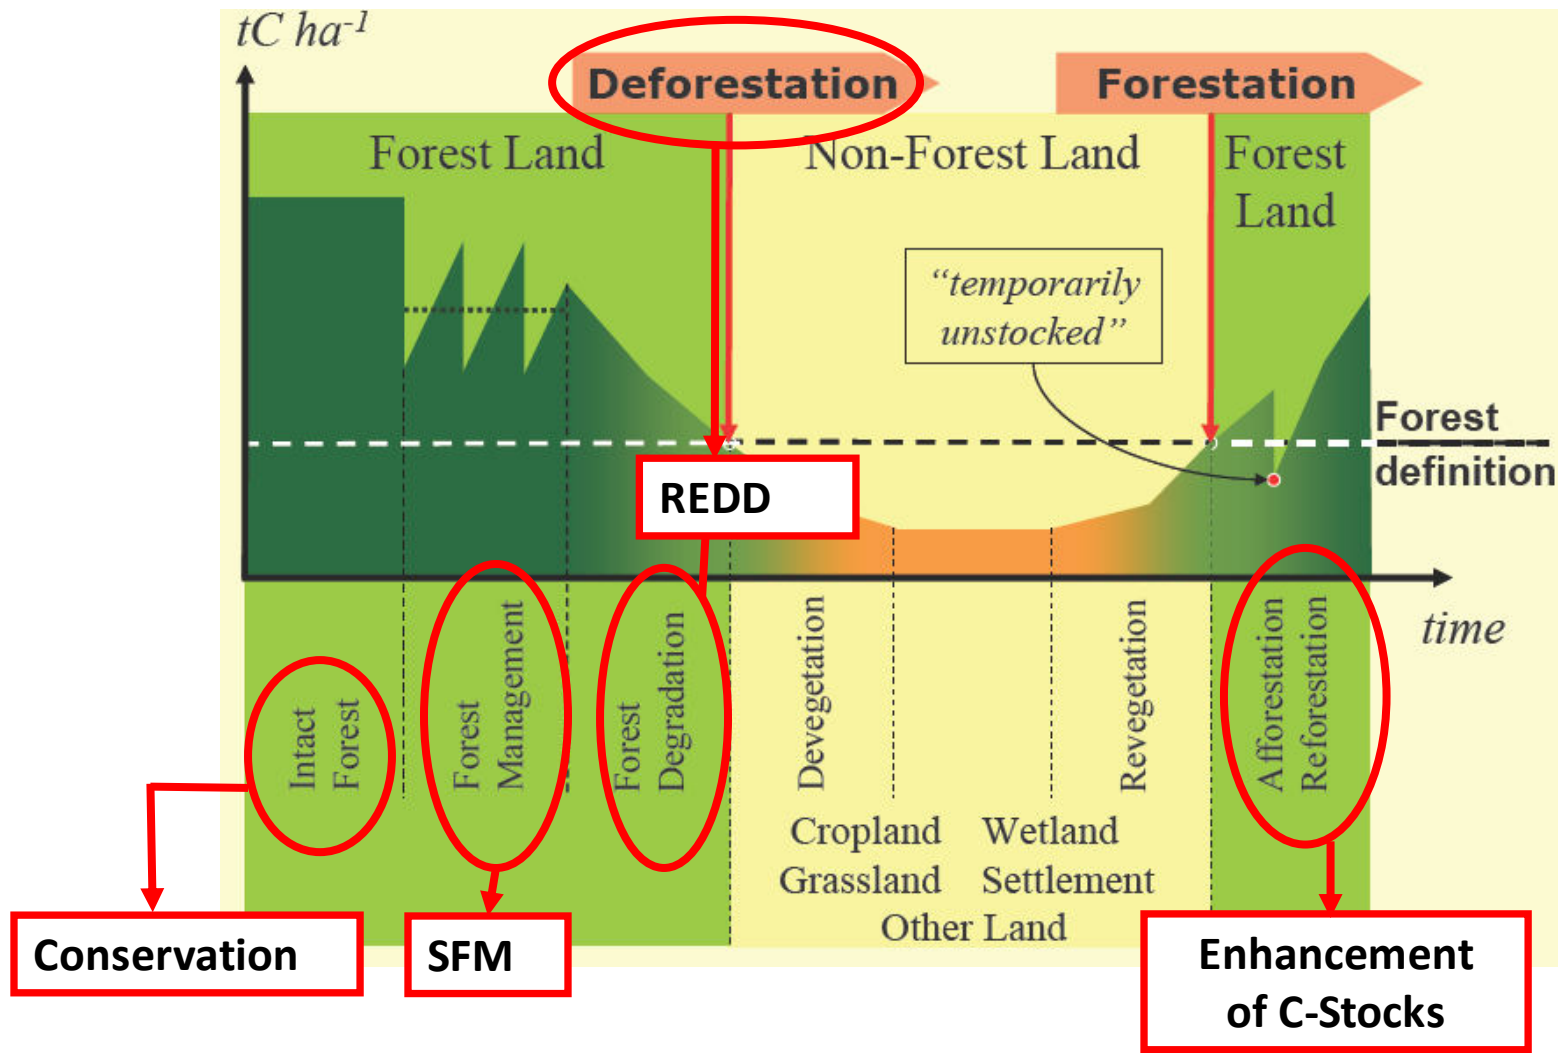 tC ha-1
Deforestation
Forestation
Forest Land
Non-Forest Land
Forest
Land
“temporarily
unstocked”
Forest
definition
REDD
time
Intact
Forest
Forest
Management
Forest
Degradation
Devegetation
Revegetation
Afforestation
Reforestation
Cropland
Wetland
Grassland
Settlement
Other Land
Conservation
SFM
Enhancement
of C-Stocks